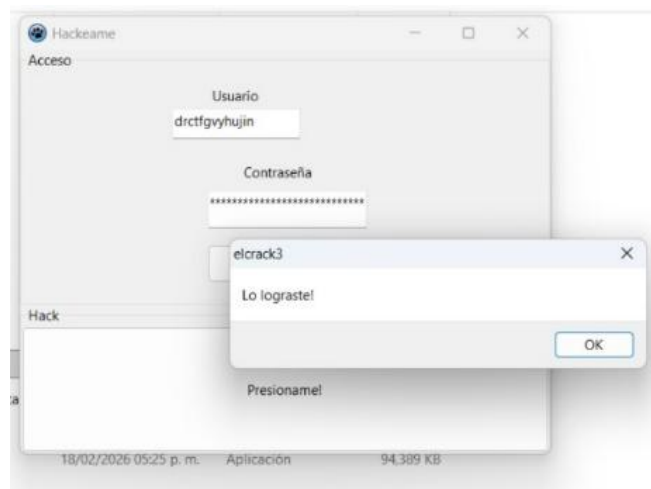 Hackeame
Acceso
Usuario
drctfgvyhujin
Contraseña
****************************
elcrack3
Lo lograste!
OK
Hack
Presioname!
18/02/2026 05:25 p. m. Aplicación 94,389 KB